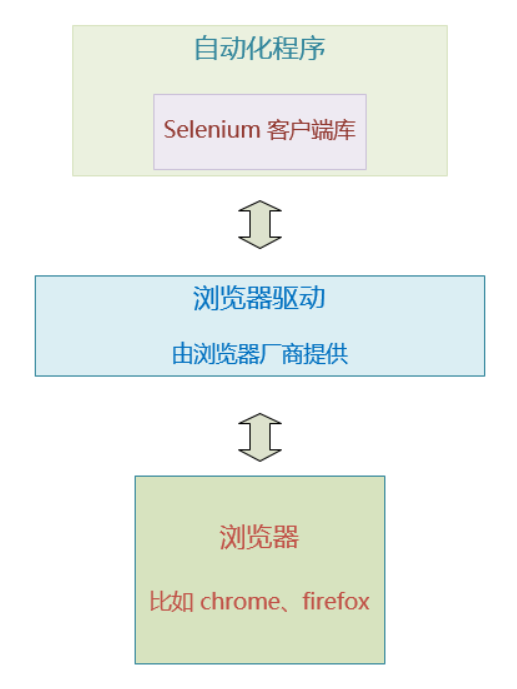 自动化程序
Selenium 客户端库
浏览器驱动
由浏览器厂商提供
浏览器
比如 chrome、firefox